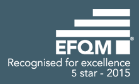 EFQM
Recognised for excellence
5 star - 2015